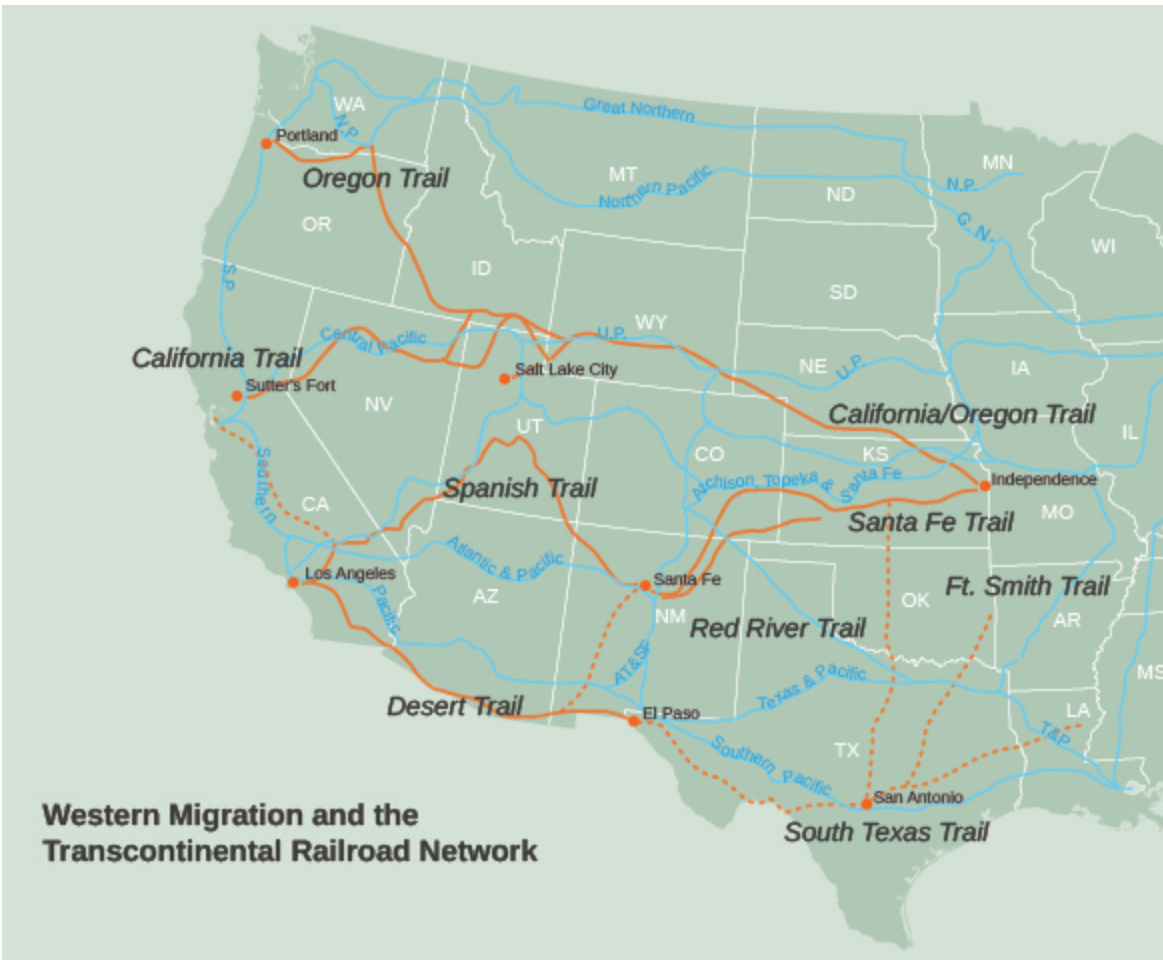 Great Northern
WA
N.P.
Portland
Oregon Trail
MT
Northern Pacific
MN
N.P.
ND
OR
G. N.
WI
ID
S.P.
SD
WY
U.P.
Central Pacific
California Trail
Sutter's Fort
Salt Lake City
NE
U.P.
IA
NV
UT
California/Oregon Trail
IL
CO
KS
Southern
Atchison, Topeka & Santa Fe
Independence
Spanish Trail
CA
Santa Fe Trail
MO
Atlantic & Pacific
Los Angeles
Santa Fe
Ft. Smith Trail
AZ
Pacific
NM
OK
Red River Trail
AR
AT&SF
Texas & Pacific
MS
Desert Trail
El Paso
LA
T&P
TX
Southern Pacific
San Antonio
South Texas Trail
Western Migration and the
Transcontinental Railroad Network